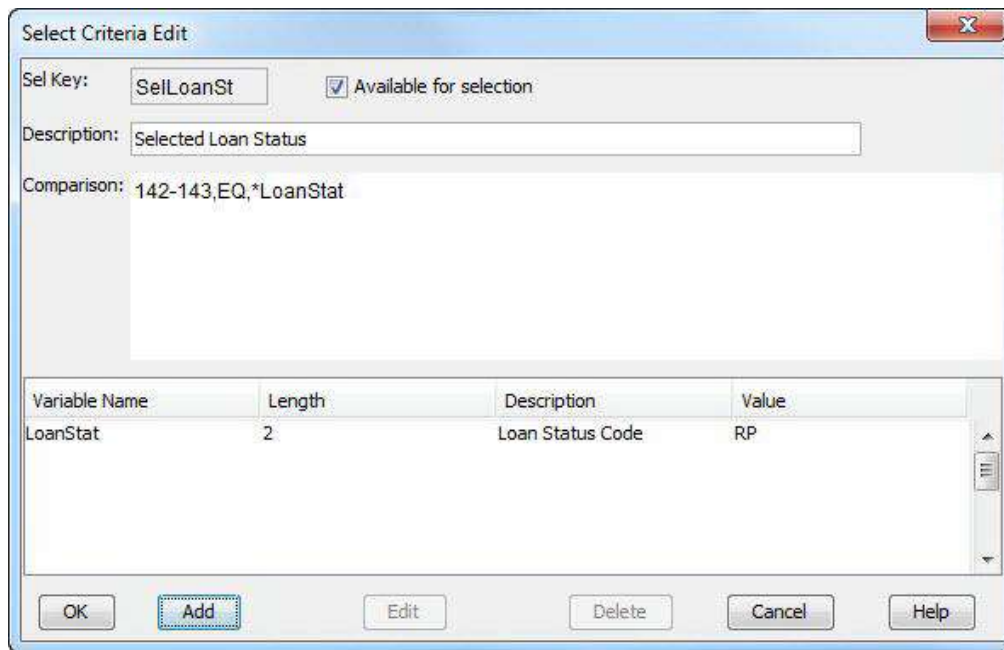 Select Criteria Edit
X
Sel Key: SelLoanSt Available for selection
Description: Selected Loan Status
Comparison: 142-143,EQ,*LoanStat
Variable Name Length Description Value
LoanStat 2 Loan Status Code RP
OK Add Edit Delete Cancel Help